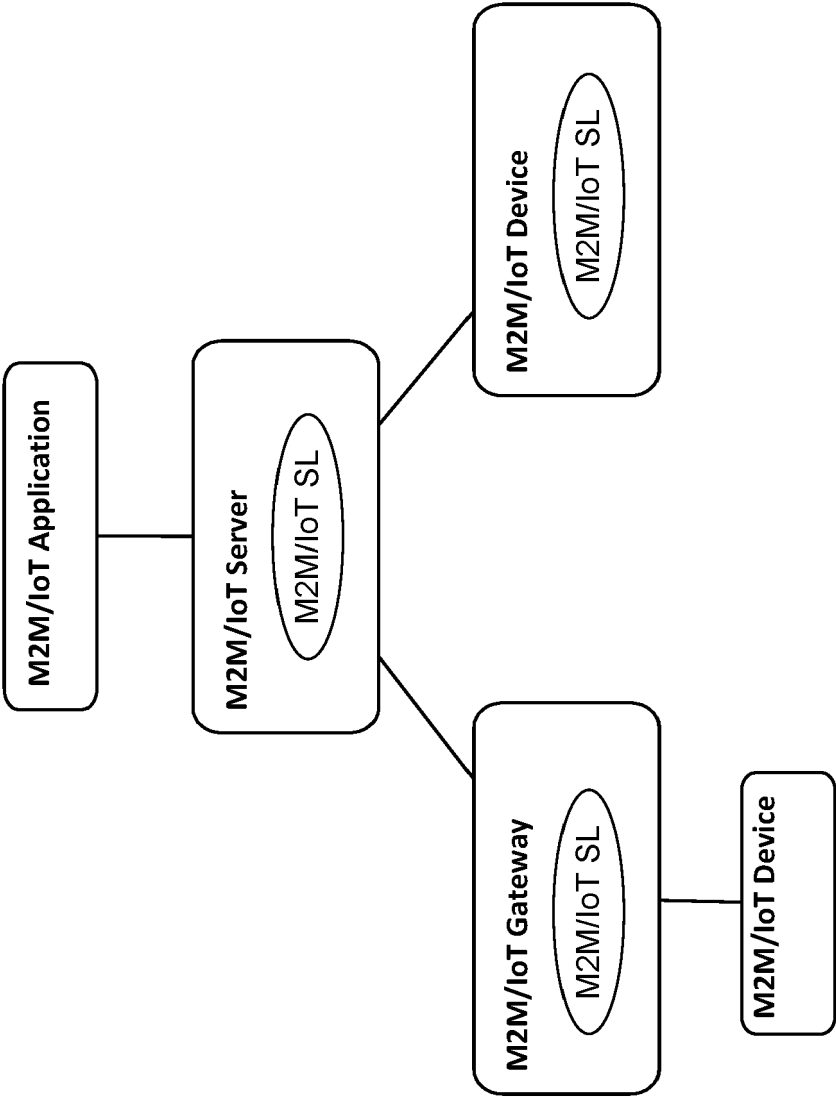 M2M/IoT Application
M2M/IoT Server
M2M/IoT SL
M2M/IoT Gateway
M2M/IoT SL
M2M/IoT Device
M2M/IoT SL
M2M/IoT Device